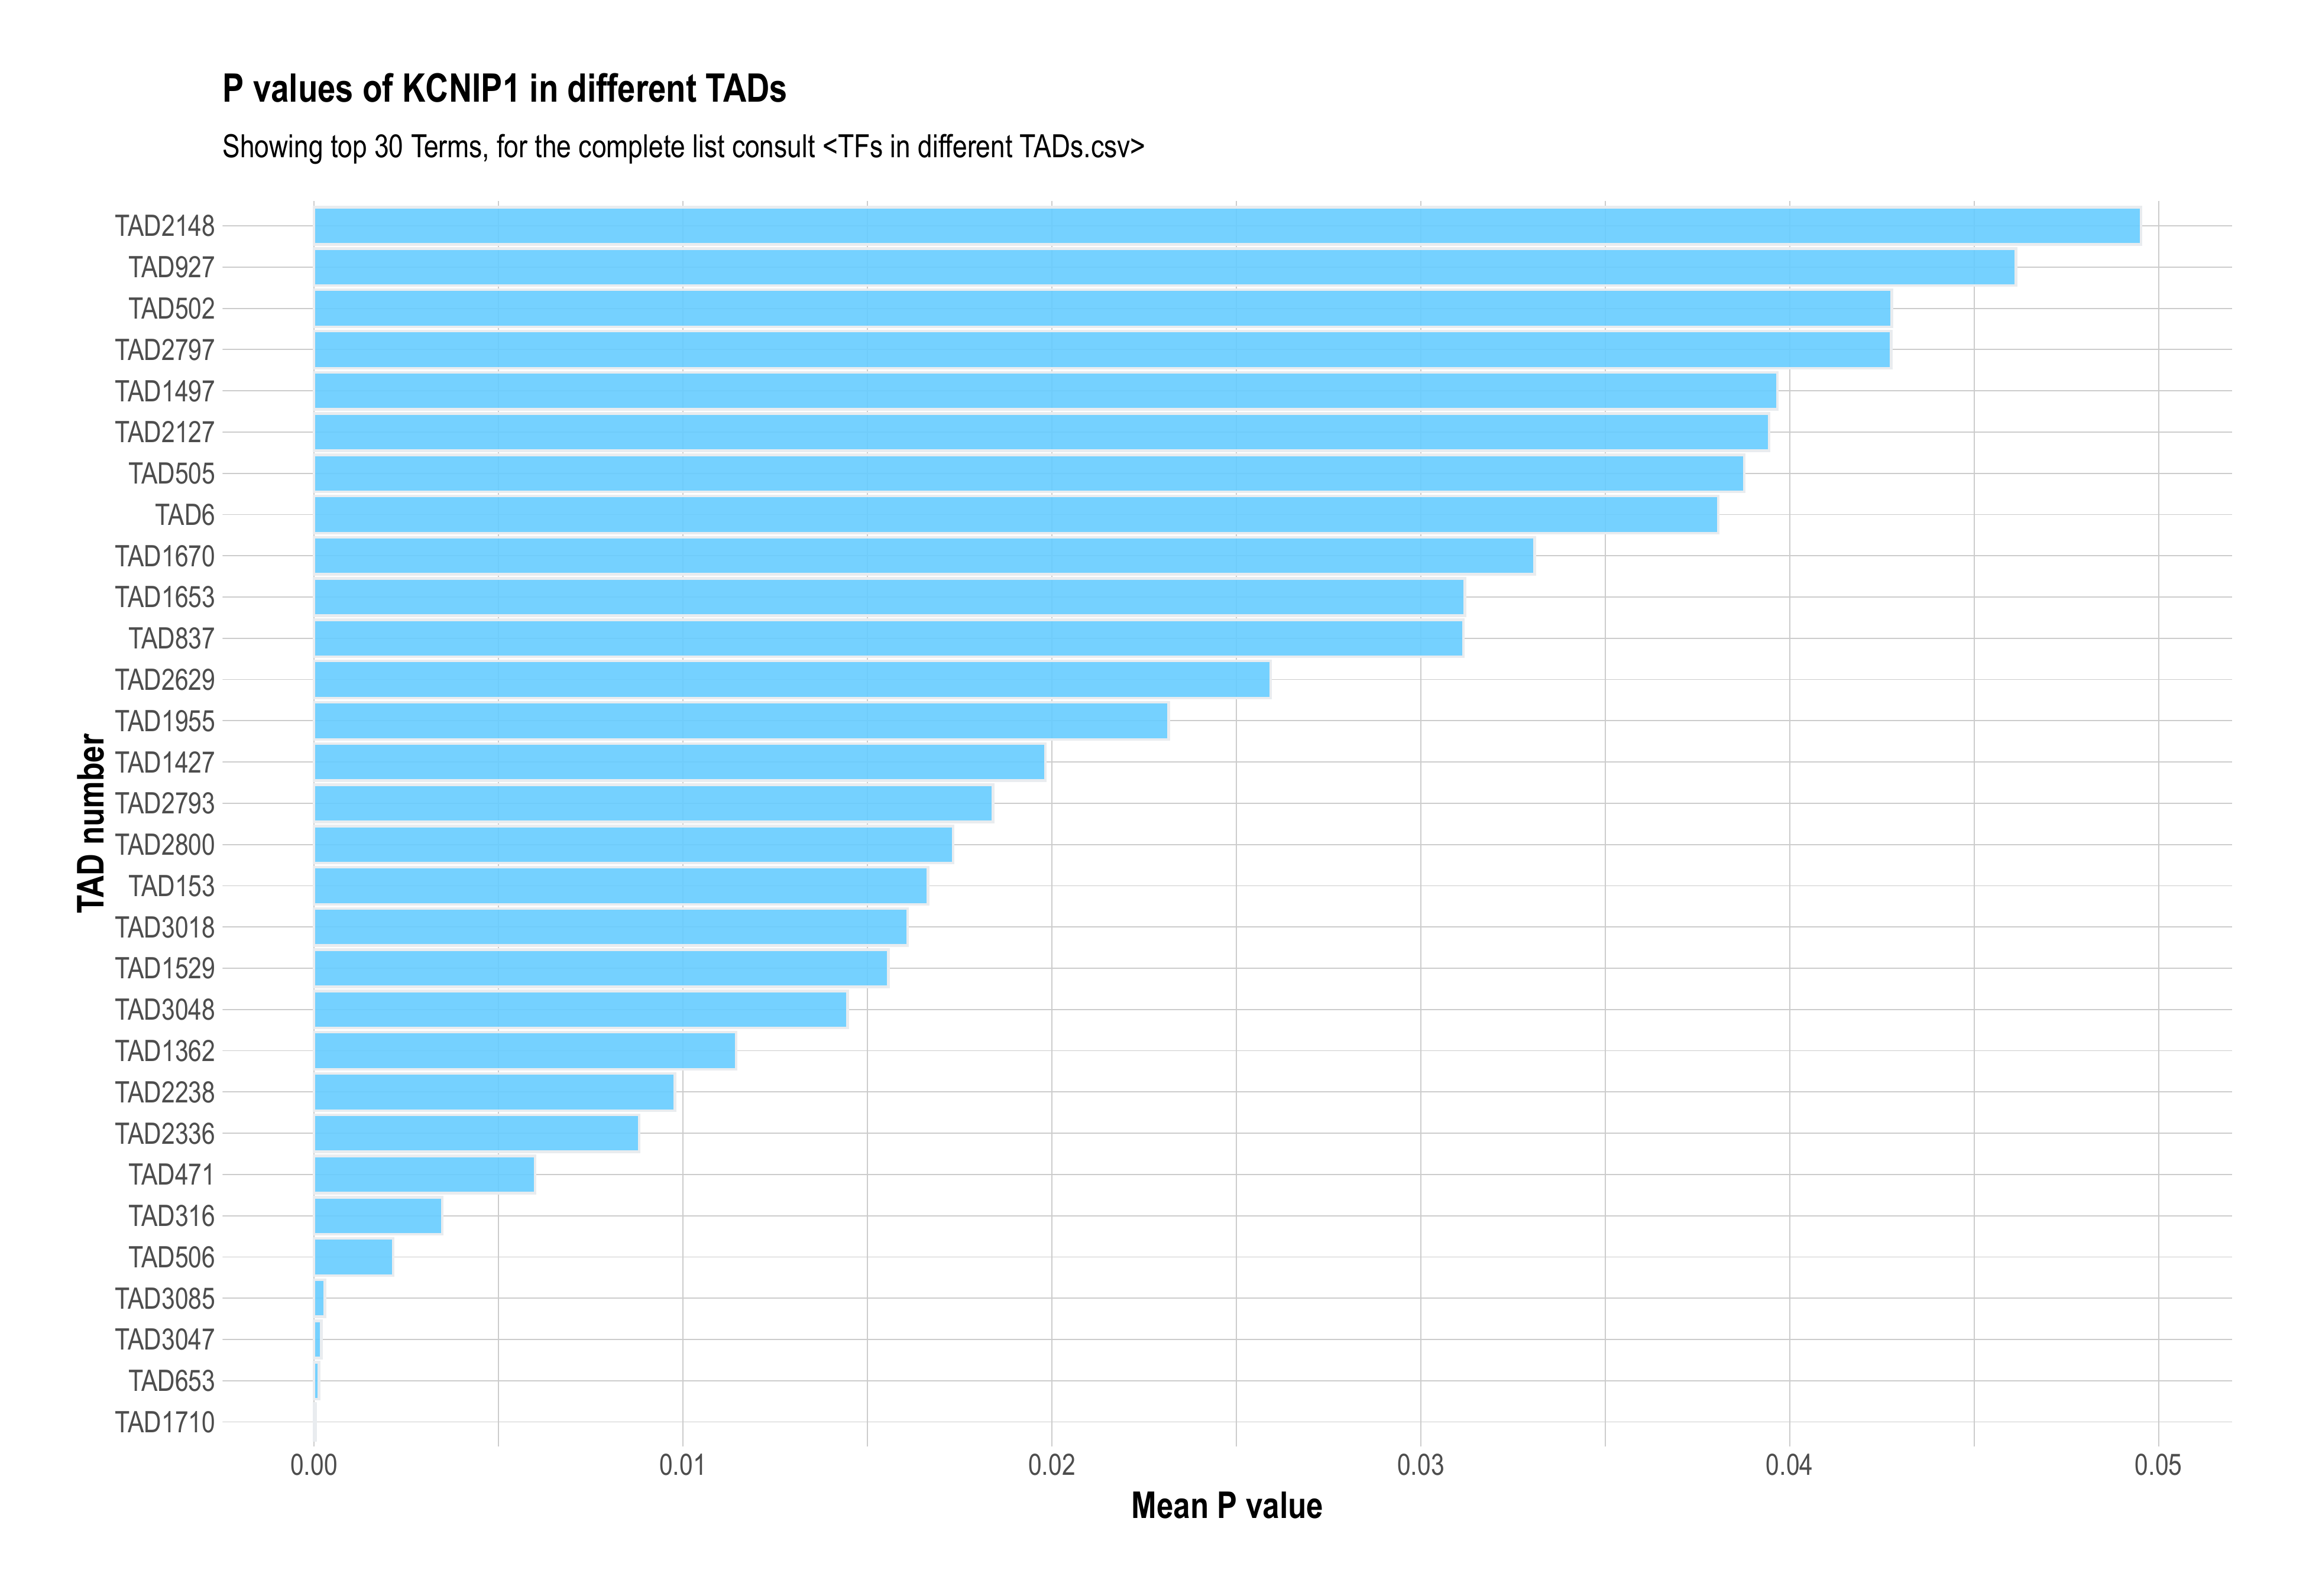 P values of KCNIP1 in different TADs
Showing top 30 Terms, for the complete list consult <TFs in different TADs.csv>
TAD number
TAD2148
TAD927
TAD502
TAD2797
TAD1497
TAD2127
TAD505
TAD6
TAD1670
TAD1653
TAD837
TAD2629
TAD1955
TAD1427
TAD2793
TAD2800
TAD153
TAD3018
TAD1529
TAD3048
TAD1362
TAD2238
TAD2336
TAD471
TAD316
TAD506
TAD3085
TAD3047
TAD653
TAD1710
0.00 0.01 0.02 0.03 0.04 0.05
Mean P value